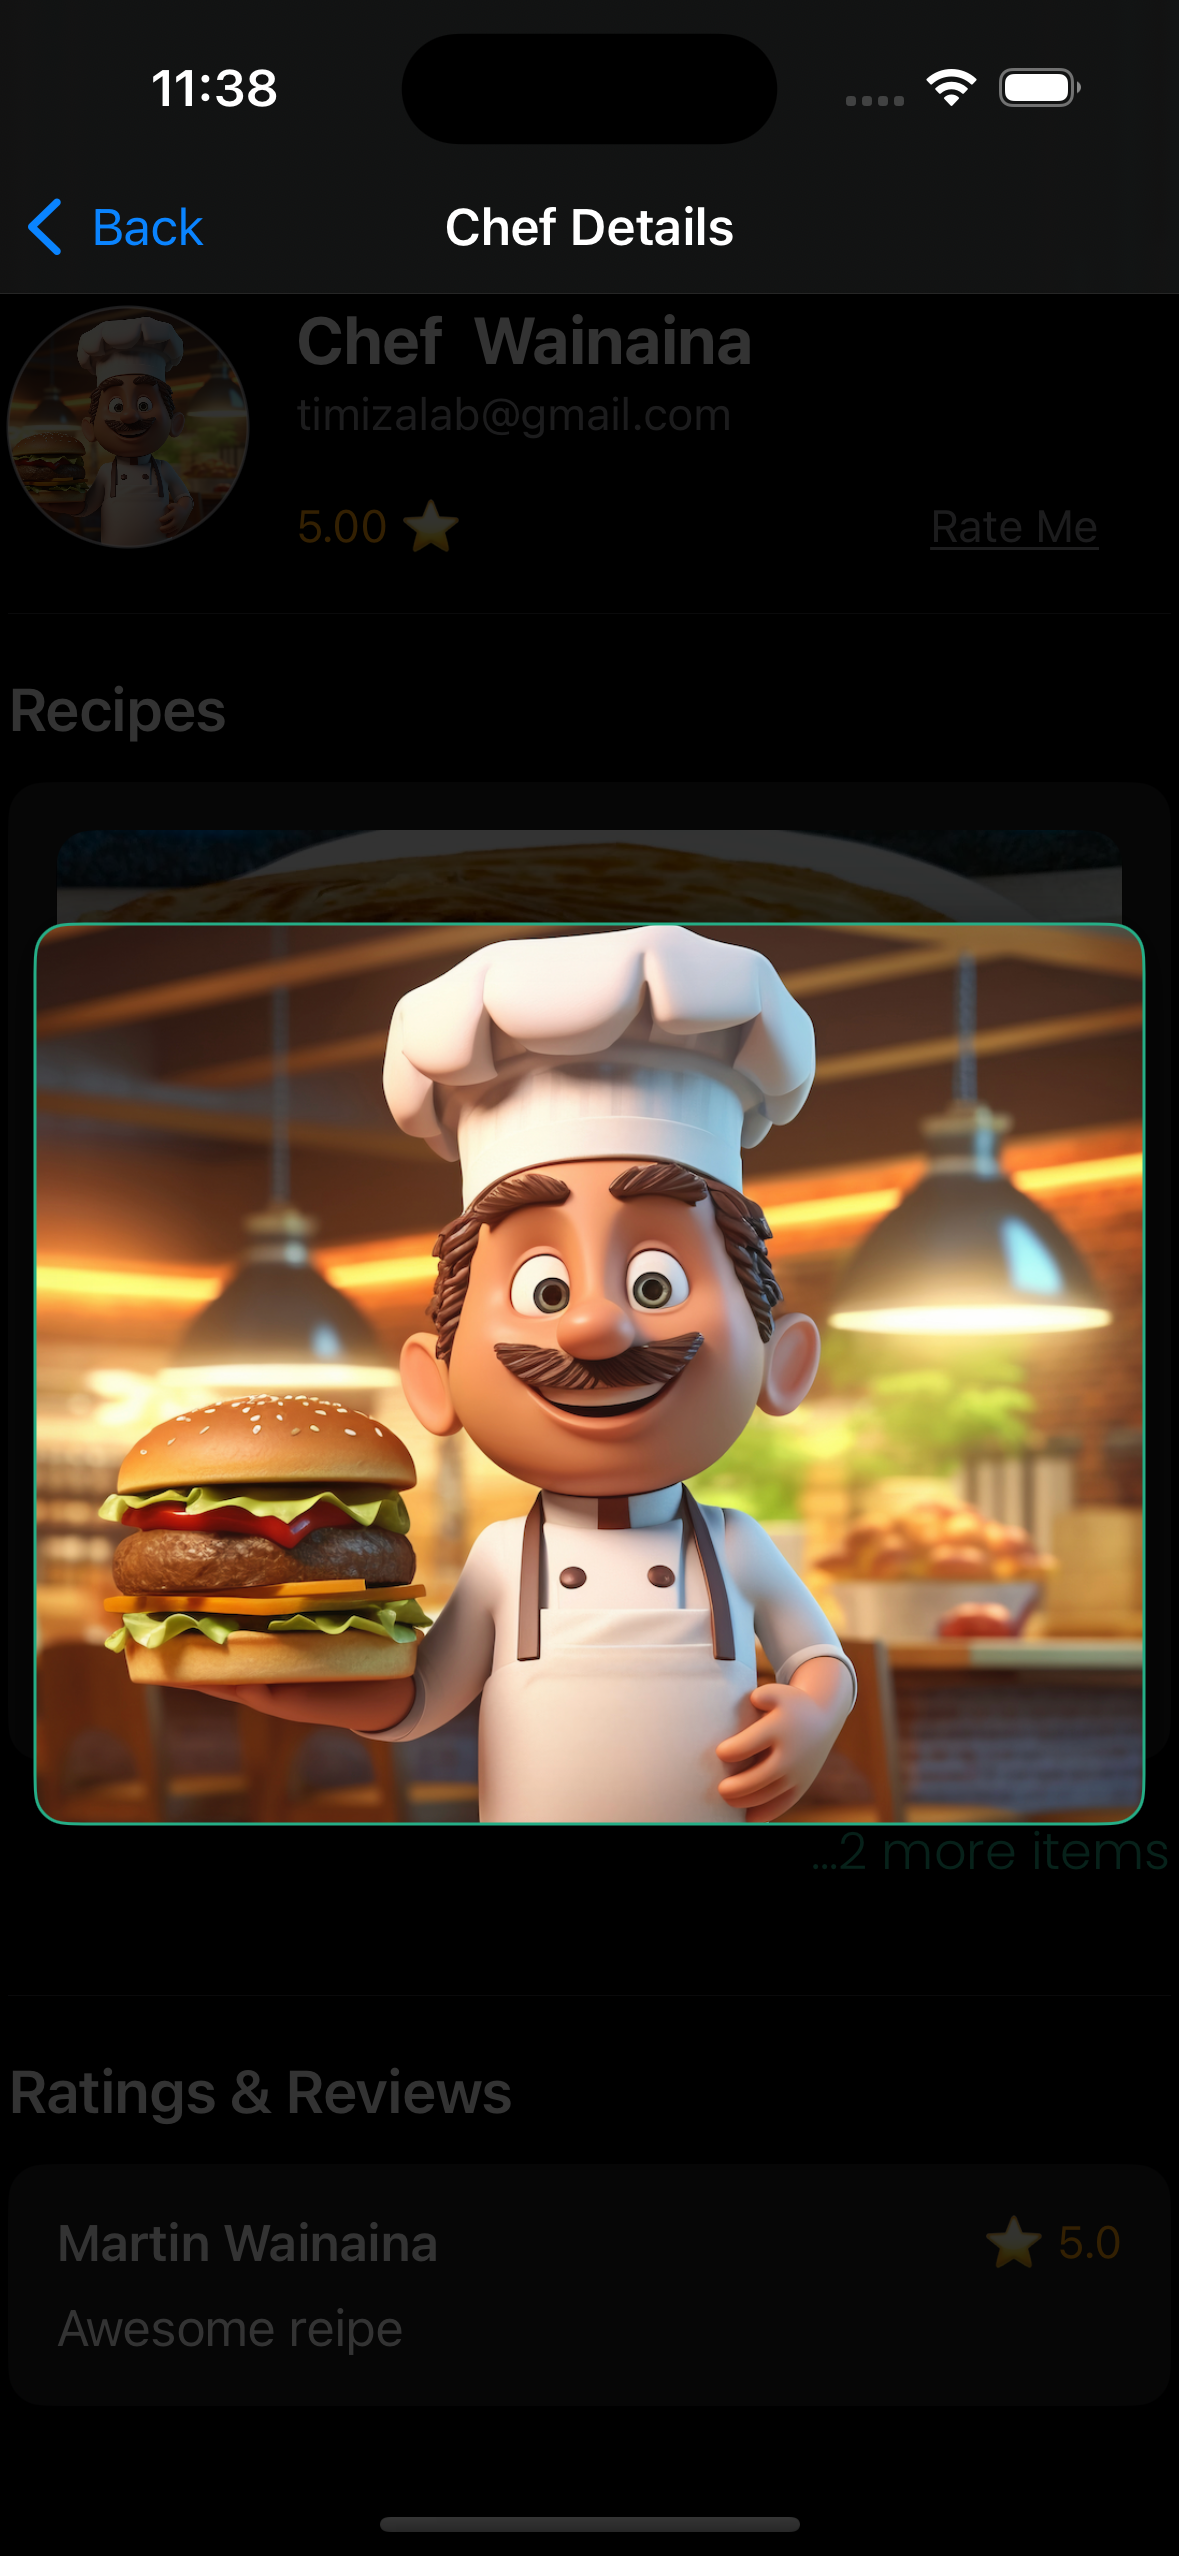 11:38
Back
Chef Details
Chef  Wainaina
timizalab@gmail.com
5.00
Rate Me
Recipes
...2 more items
Ratings & Reviews
Martin Wainaina
5.0
Awesome reipe